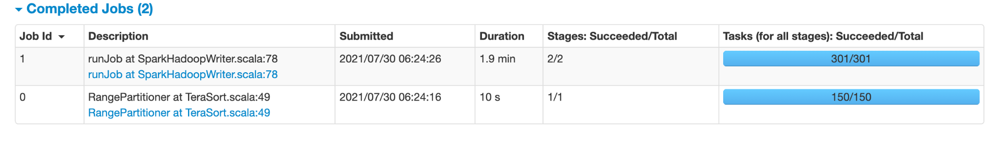 Completed Jobs (2)
Job Id Description Submitted Duration Stages: Succeeded/Total Tasks (for all stages): Succeeded/Total
1 runJob at SparkHadoopWriter.scala:78 2021/07/30 06:24:26 1.9 min 2/2 301/301
runJob at SparkHadoopWriter.scala:78
0 RangePartitioner at TeraSort.scala:49 2021/07/30 06:24:16 10 s 1/1 150/150
RangePartitioner at TeraSort.scala:49